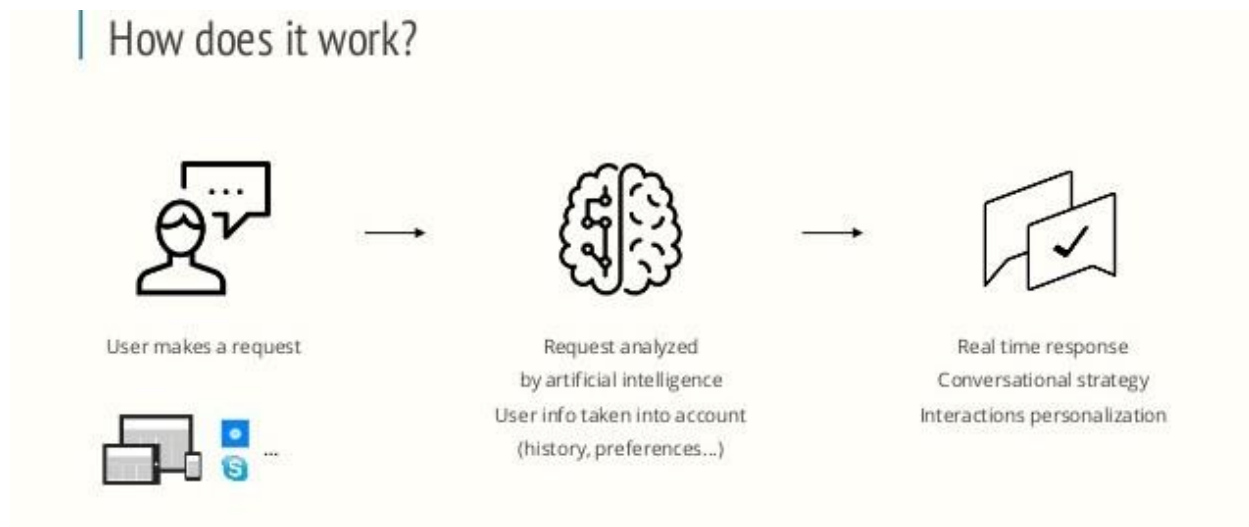 How does it work?
User makes a request
...
Request analyzed
by artificial intelligence
User info taken into account
(history, preferences...)
Real time response
Conversational strategy
Interactions personalization